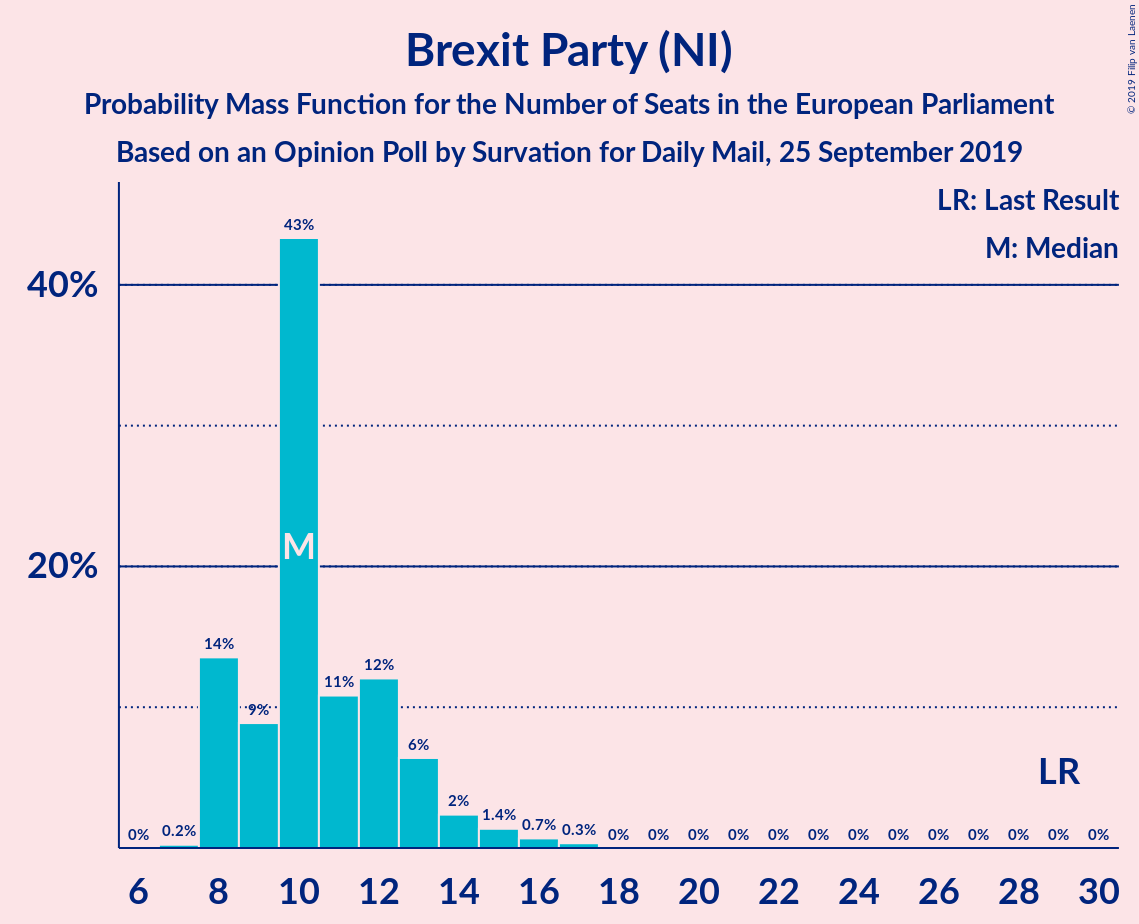 Brexit Party (NI)
Probability Mass Function for the Number of Seats in the European Parliament
Based on an Opinion Poll by Survation for Daily Mail, 25 September 2019
© 2019 Filip van Laenen
LR: Last Result
M: Median
40%
20%
43%
M
14%
9%
11%
12%
6%
2%
1.4%
0.7%
0.3%
0%
0.2%
0% 0% 0% 0% 0% 0% 0% 0% 0% 0% 0% 0% 0%
LR
6 8 10 12 14 16 18 20 22 24 26 28 30